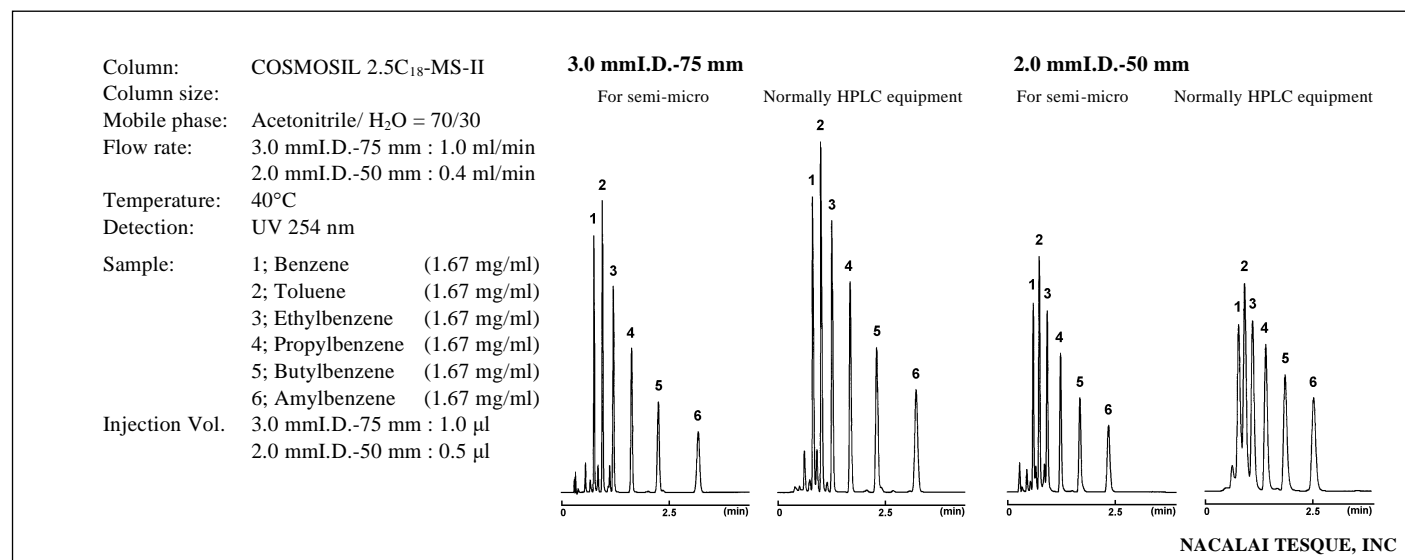 Column: COSMOSIL 2.5C₁₈-MS-II
Column size:
Mobile phase: Acetonitrile/ H₂O = 70/30
Flow rate: 3.0 mmI.D.-75 mm : 1.0 ml/min
2.0 mmI.D.-50 mm : 0.4 ml/min
Temperature: 40°C
Detection: UV 254 nm
Sample: 1; Benzene (1.67 mg/ml)
2; Toluene (1.67 mg/ml)
3; Ethylbenzene (1.67 mg/ml)
4; Propylbenzene (1.67 mg/ml)
5; Butylbenzene (1.67 mg/ml)
6; Amylbenzene (1.67 mg/ml)
Injection Vol. 3.0 mmI.D.-75 mm : 1.0 µl
2.0 mmI.D.-50 mm : 0.5 µl
3.0 mmI.D.-75 mm
For semi-micro
1
2
3
4
5
6
0 2.5 (min)
Normally HPLC equipment
1
2
3
4
5
6
0 2.5 (min)
2.0 mmI.D.-50 mm
For semi-micro
1
2
3
4
5
6
0 2.5 (min)
Normally HPLC equipment
1
2
3
4
5
6
0 2.5 (min)
NACALAI TESQUE, INC